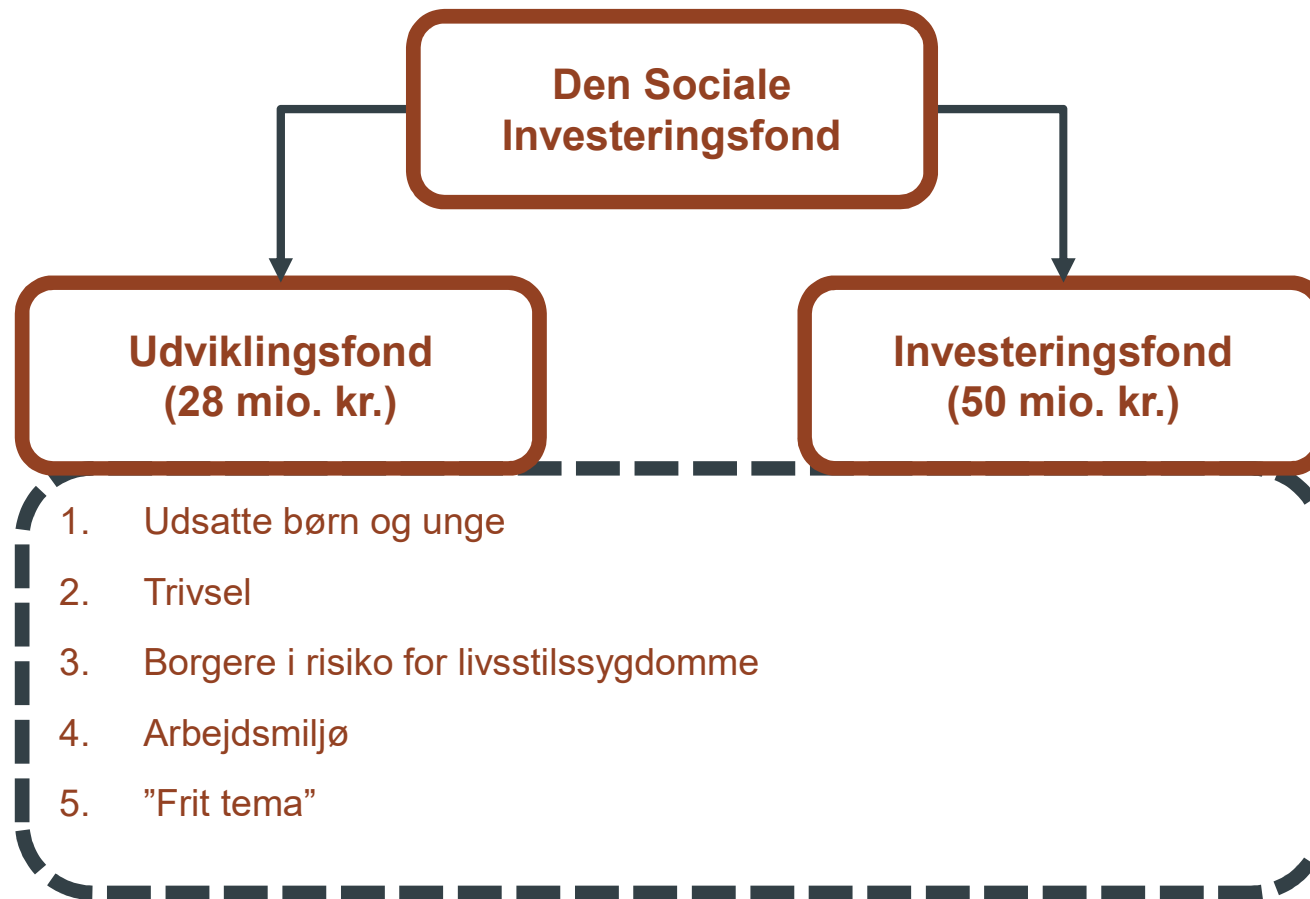 Den Sociale
Investeringsfond
Udviklingsfond
(28 mio. kr.)
Investeringsfond
(50 mio. kr.)
1. Udsatte børn og unge
2. Trivsel
3. Borgere i risiko for livsstilssygdomme
4. Arbejdsmiljø
5. ”Frit tema”